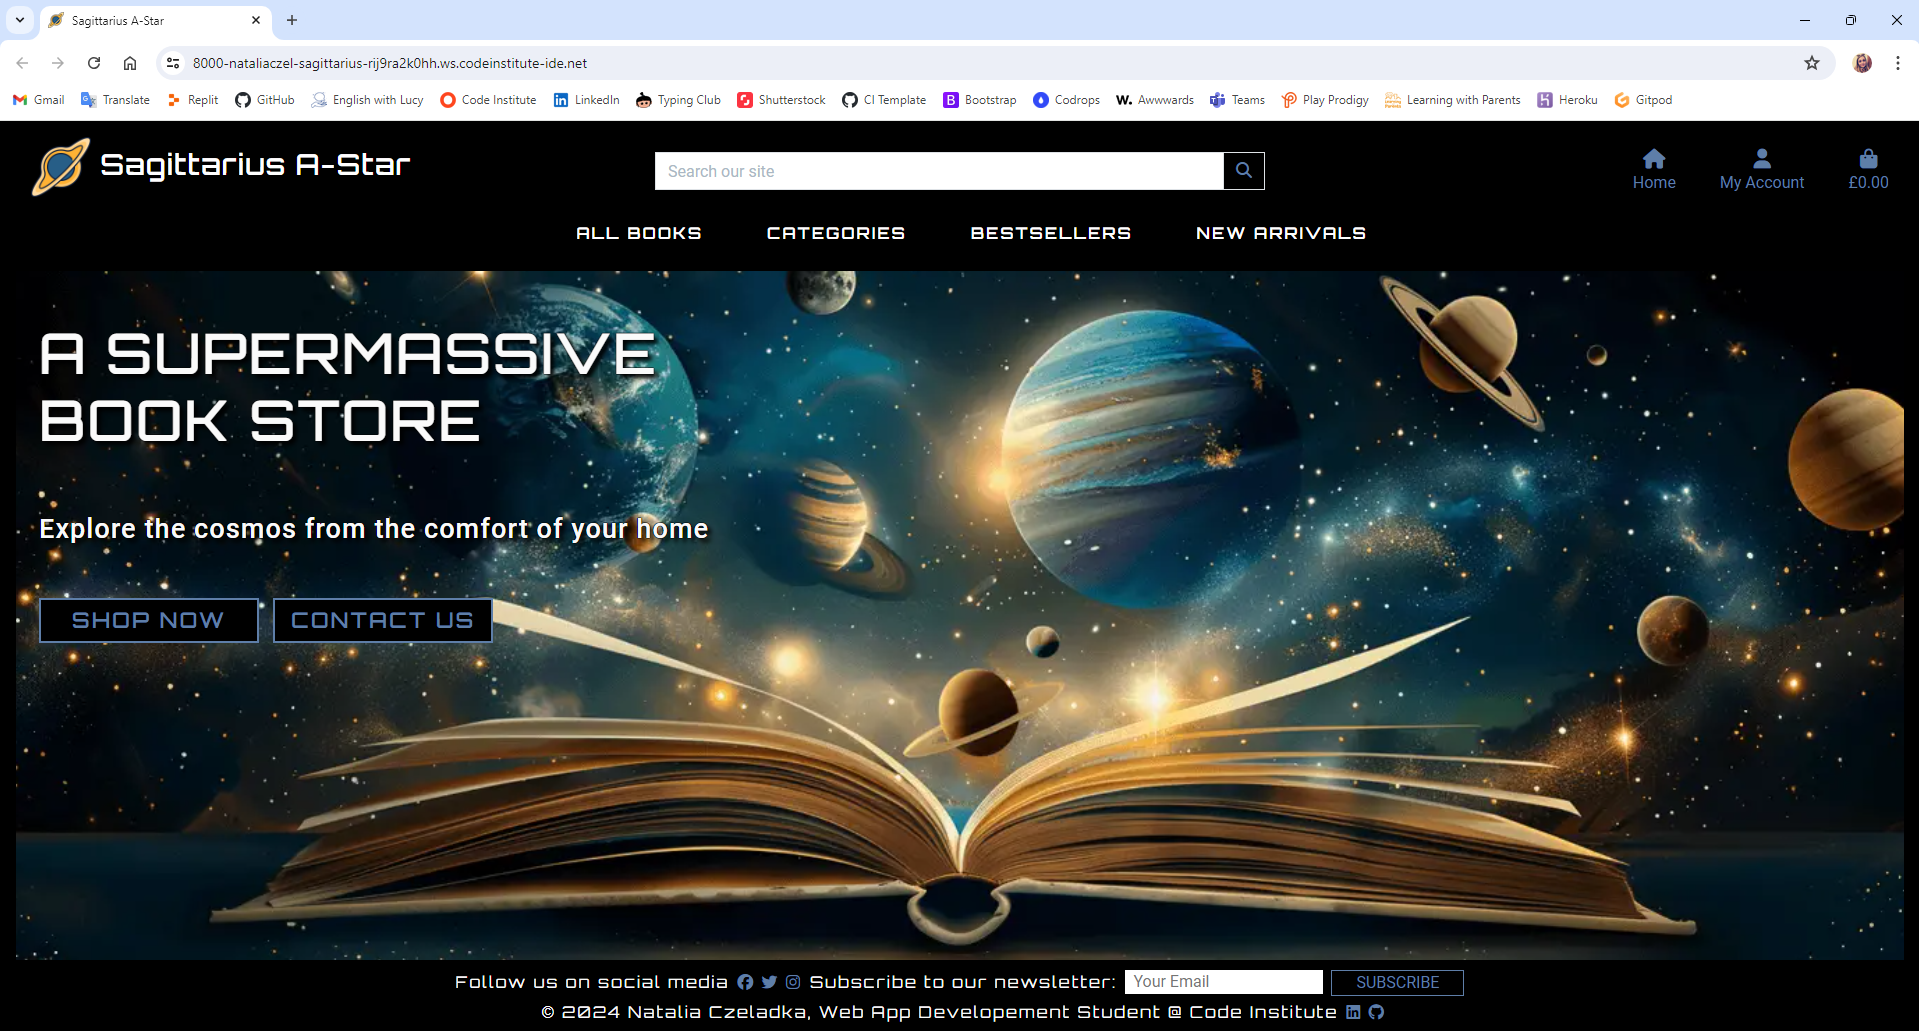 Sagittarius A-Star
8000-nataliaczel-sagittarius-rij9ra2k0hh.ws.codeinstitute-ide.net
Gmail Translate Replit GitHub English with Lucy Code Institute LinkedIn Typing Club Shutterstock CI Template Bootstrap Codrops Awwwards Teams Play Prodigy Learning with Parents Heroku Gitpod
Sagittarius A-Star
Search our site
Home My Account £0.00
ALL BOOKS CATEGORIES BESTSELLERS NEW ARRIVALS
A SUPERMASSIVE
BOOK STORE
Explore the cosmos from the comfort of your home
SHOP NOW CONTACT US
Follow us on social media Subscribe to our newsletter: Your Email SUBSCRIBE
© 2024 Natalia Czeladka, Web App Developement Student @ Code Institute